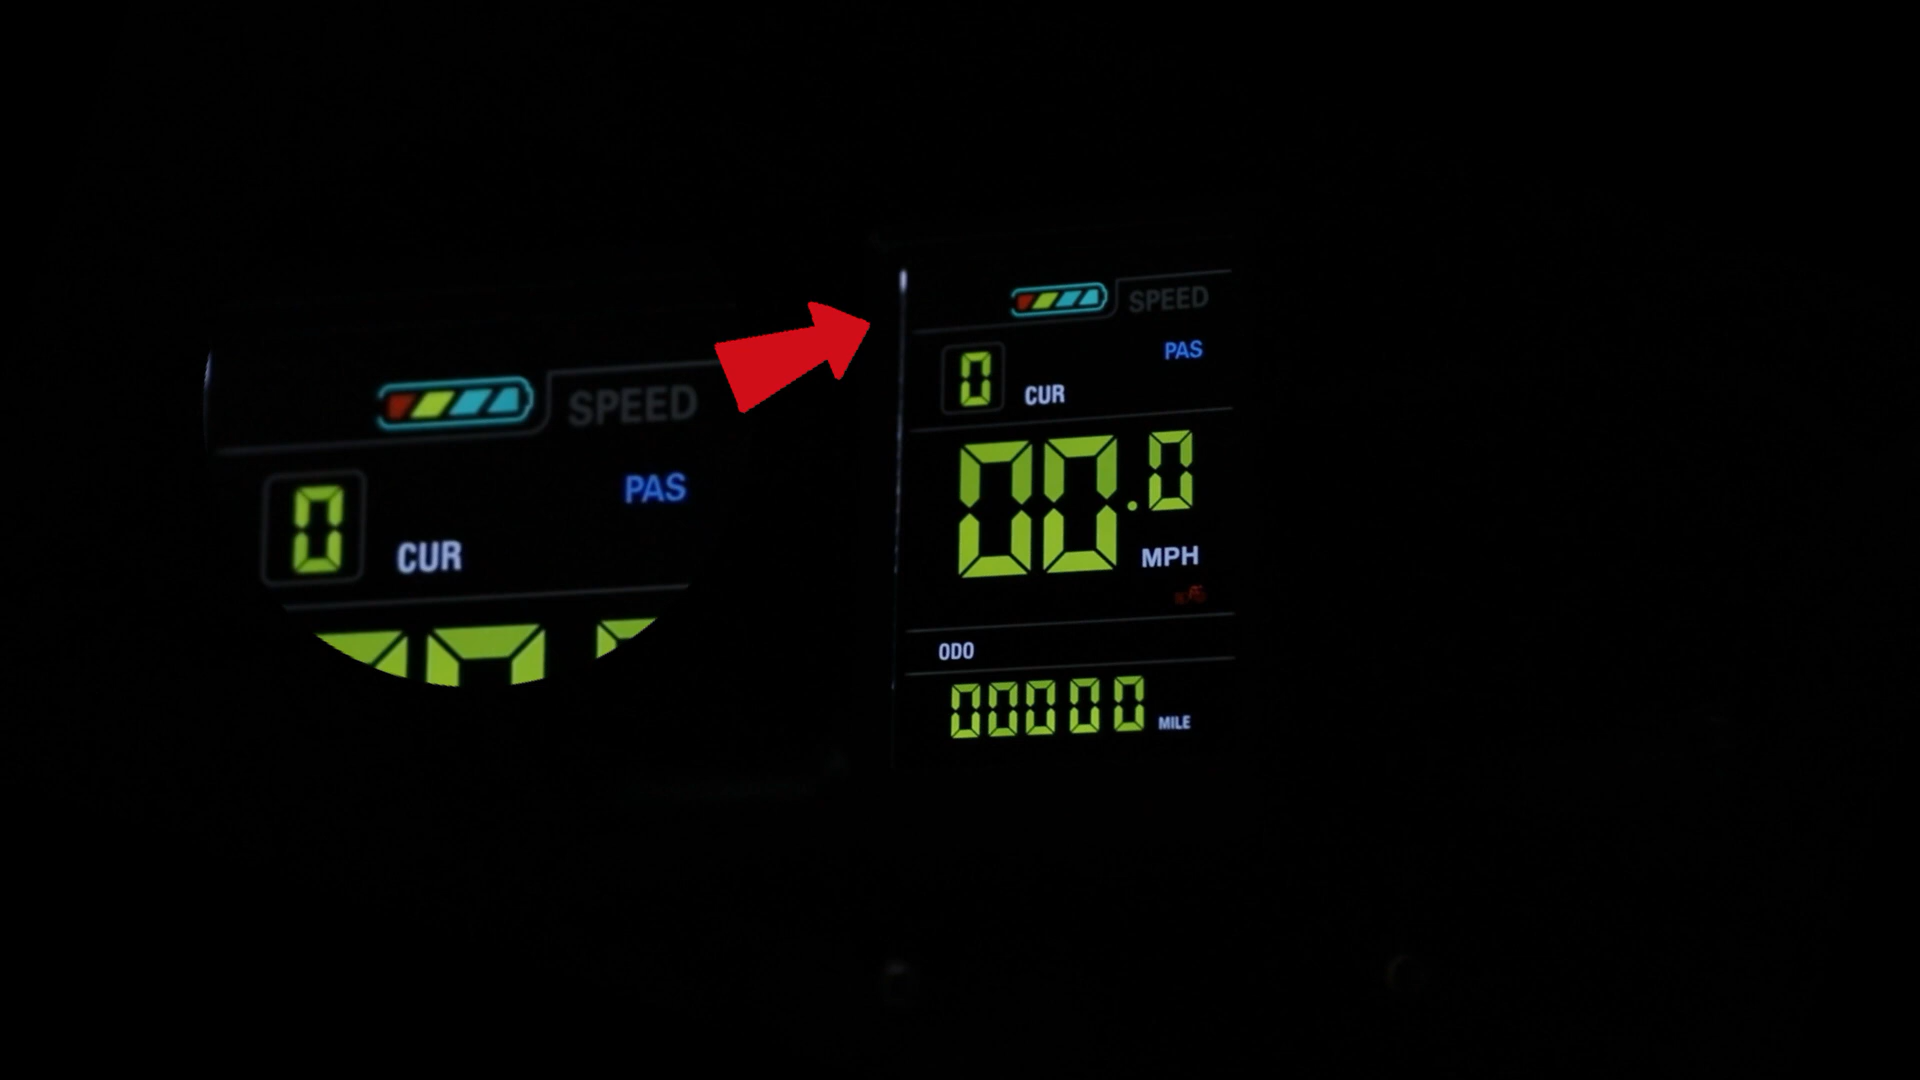 SPEED
0
CUR
PAS
SPEED
0
CUR
PAS
00.0
MPH
ODO
00000
MILE